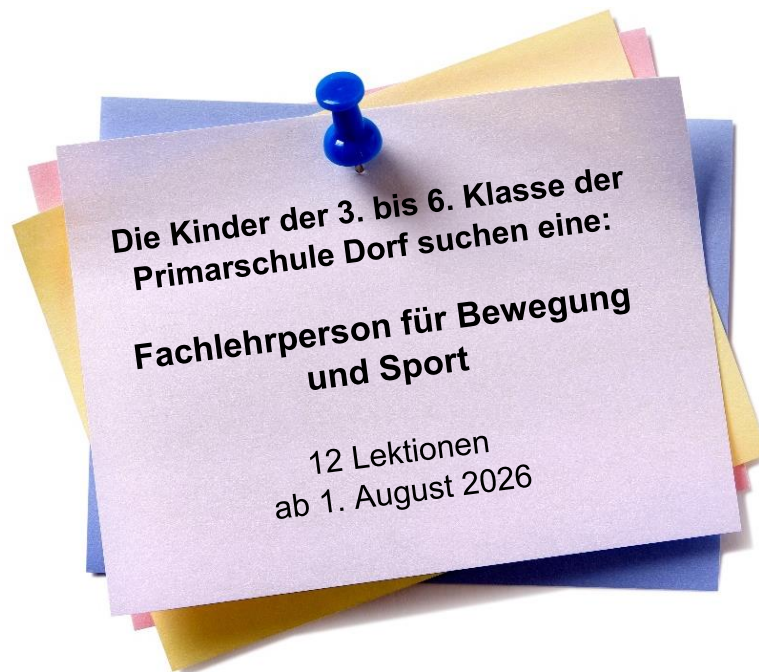 Die Kinder der 3. bis 6. Klasse der
Primarschule Dorf suchen eine:
Fachlehrperson für Bewegung
und Sport
12 Lektionen
ab 1. August 2026